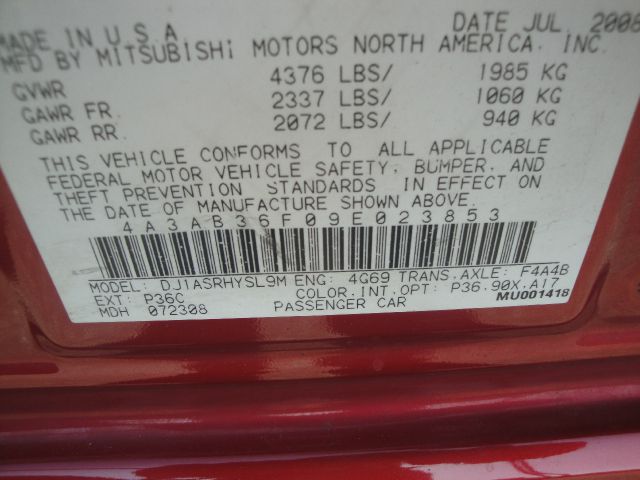 MADE IN U S A DATE JUL, 2008
MFD BY MITSUBISHI MOTORS NORTH AMERICA. INC.
GVWR 4376 LBS/ 1985 KG
GAWR FR. 2337 LBS/ 1060 KG
GAWR RR. 2072 LBS/ 940 KG
THIS VEHICLE CONFORMS TO ALL APPLICABLE
FEDERAL MOTOR VEHICLE SAFETY, BUMPER, AND
THEFT PREVENTION STANDARDS IN EFFECT ON
THE DATE OF MANUFACTURE SHOWN ABOVE.
4A3AB36F09E023853
MODEL: DJ1ASRHYSL9M ENG: 4G69 TRANS.AXLE: F4A4B
EXT: P36C COLOR.INT.OPT: P36.90X.A17
MDH 072308 PASSENGER CAR MU001418